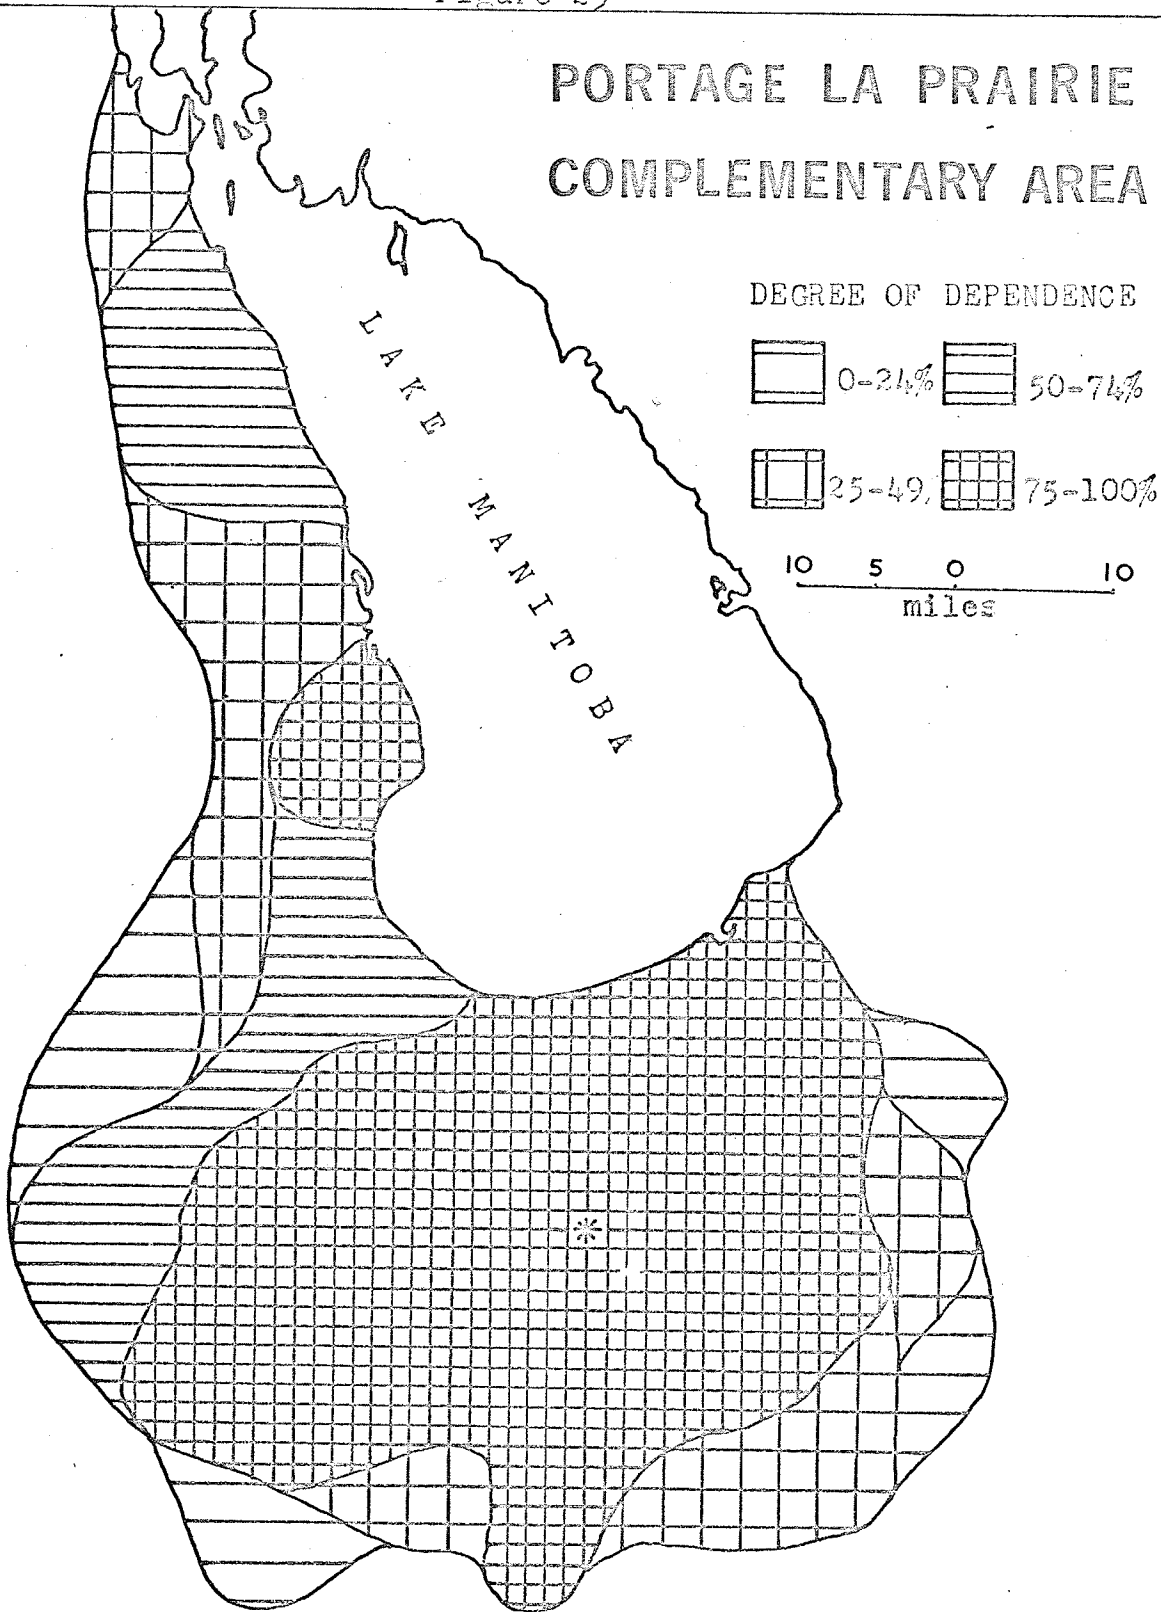 PORTAGE LA PRAIRIE
COMPLEMENTARY AREA
DEGREE OF DEPENDENCE
0-24% 50-74%
25-49, 75-100%
10 5 0 10
miles
LAKE MANITOBA